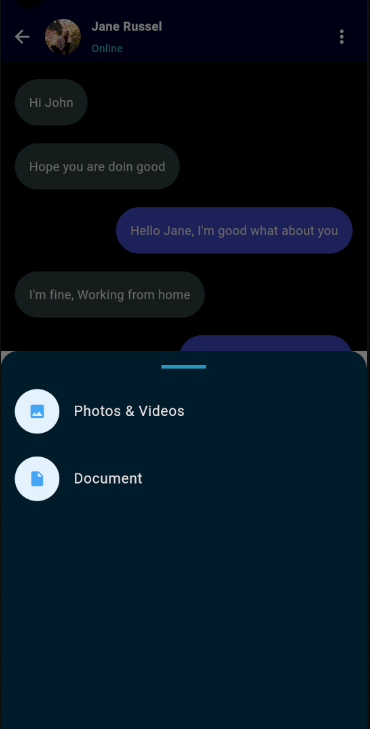 Jane Russel
Online
Hi John
Hope you are doin good
Hello Jane, I'm good what about you
I'm fine, Working from home
Photos & Videos
Document